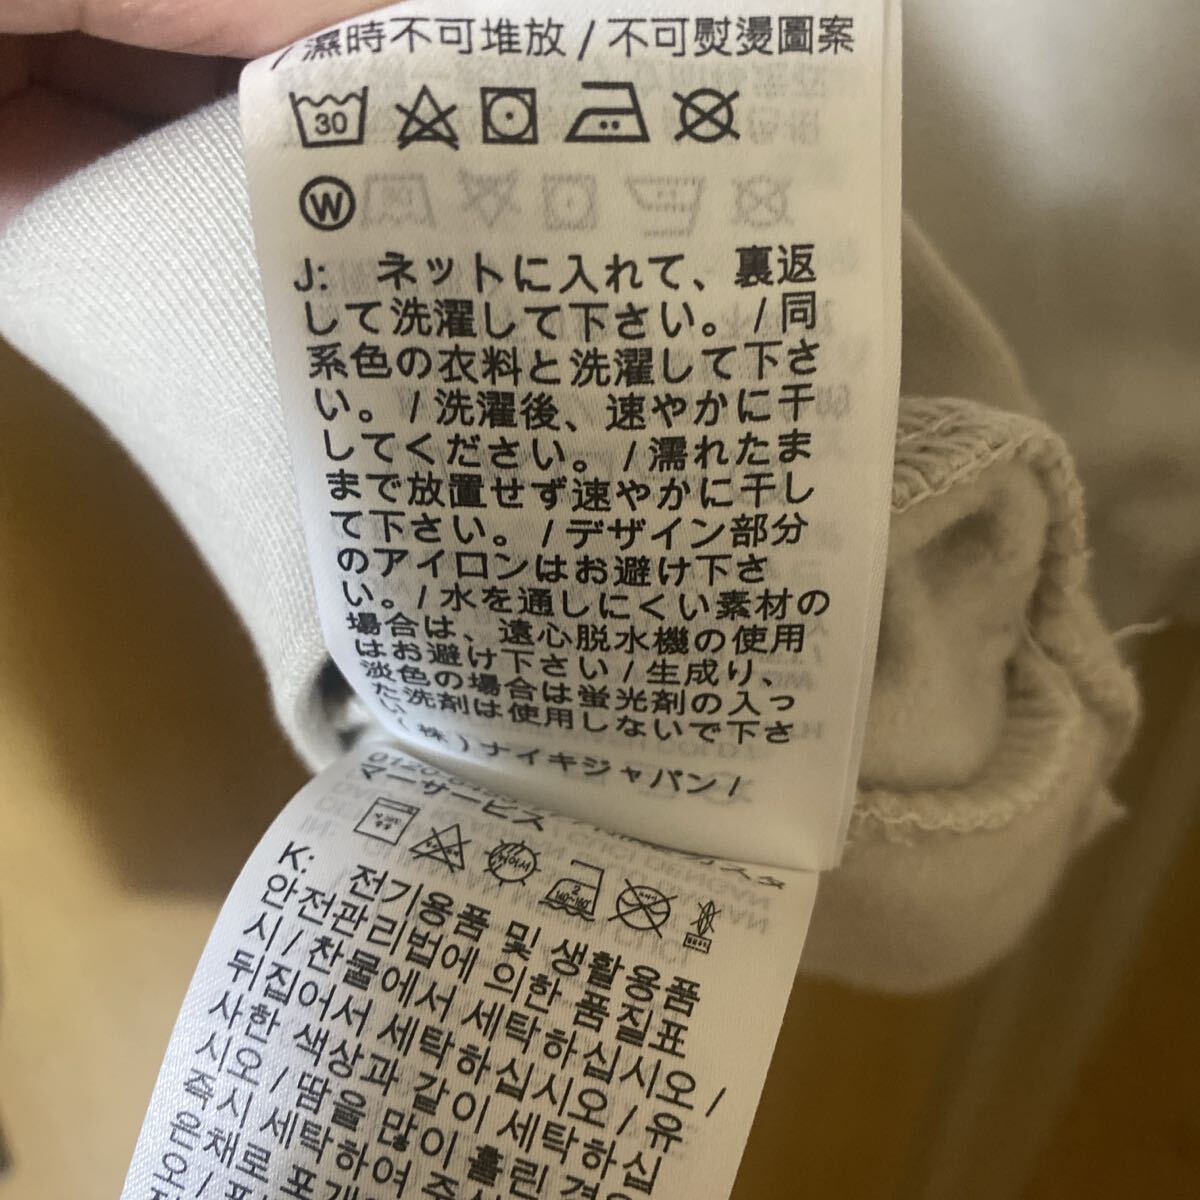 / 濕時不可堆放 / 不可熨燙圖案
30
W
J: ネットに入れて、裏返
して洗濯して下さい。/ 同
系色の衣料と洗濯して下さ
い。/ 洗濯後、速やかに干
してください。/ 濡れたま
まで放置せず速やかに干し
て下さい。/ デザイン部分
のアイロンはお避け下さ
い。/ 水を通しにくい素材の
場合は、遠心脱水機の使用
はお避け下さい / 生成り、
淡色の場合は蛍光剤の入っ
た洗剤は使用しないで下さ
い (株) ナイキジャパン /
マーサービス
K: 전기용품 및 생활용품
안전관리법에 의한 품질표
시 / 찬물에서 세탁하십시오 /
뒤집어서 세탁하십시오 / 유
사한 색상과 같이 세탁하십
시오 / 땀을 많이 흘린
즉시 세탁하여